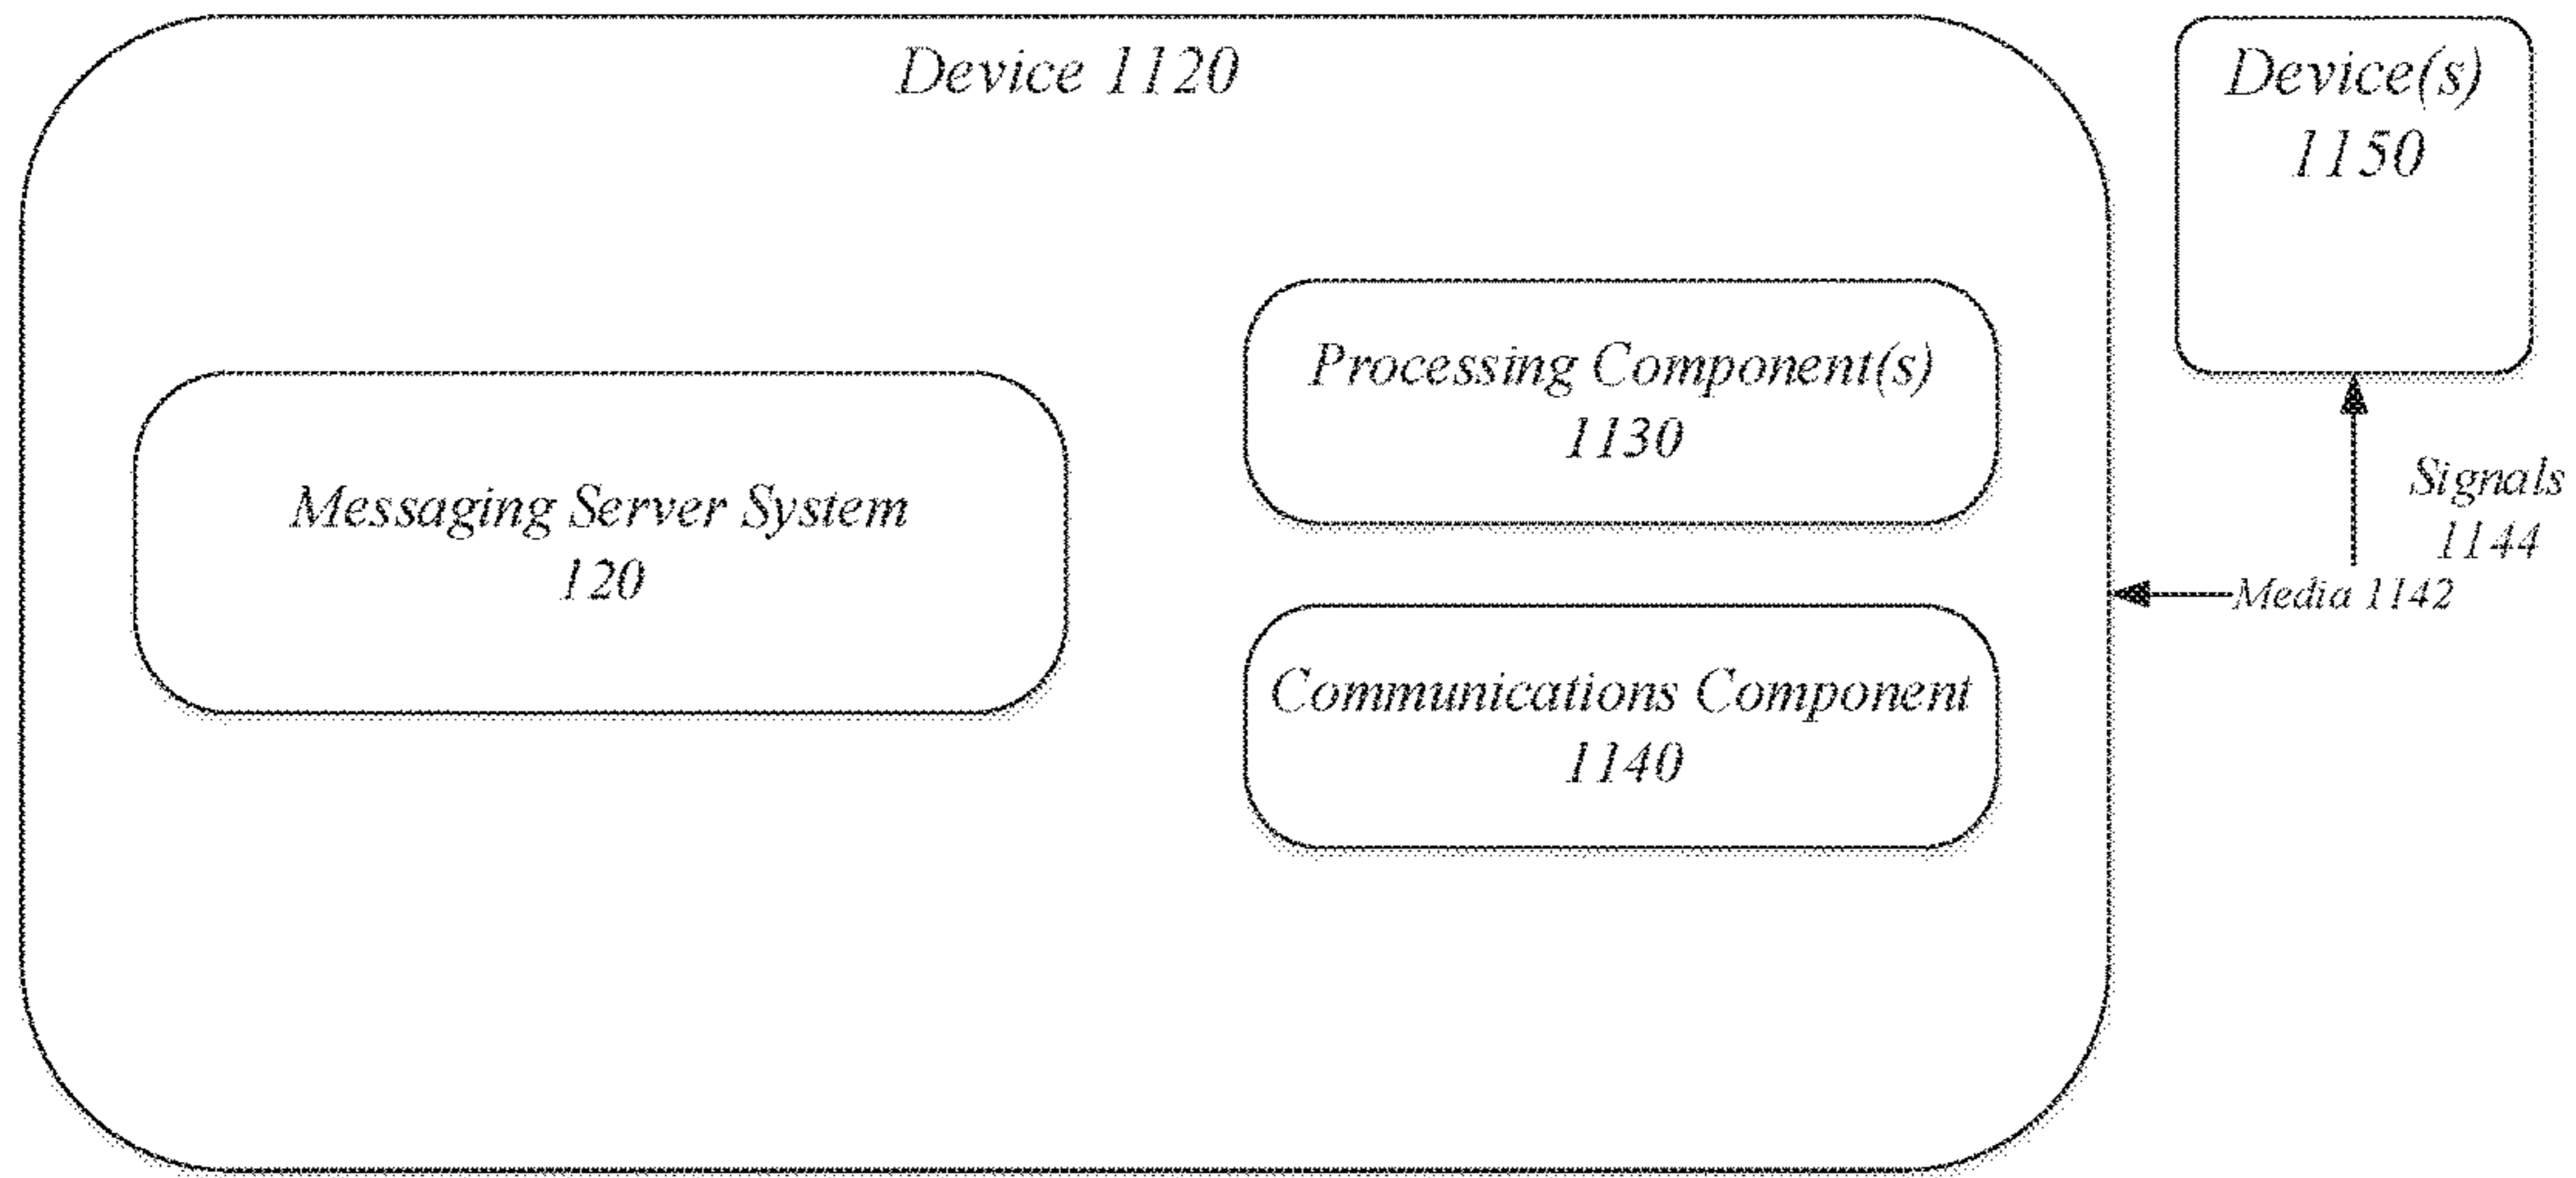 Device 1120
Device(s)
1150
Processing Component(s)
1130
Messaging Server System
120
Signals
1144
Media 1142
Communications Component
1140